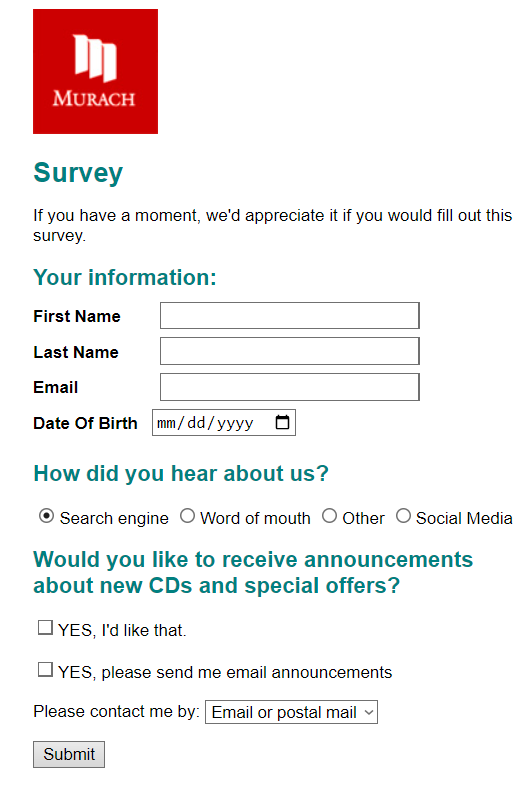 MURACH
Survey
If you have a moment, we'd appreciate it if you would fill out this
survey.
Your information:
First Name
Last Name
Email
Date Of Birth mm/dd/yyyy
How did you hear about us?
Search engine Word of mouth Other Social Media
Would you like to receive announcements
about new CDs and special offers?
YES, I'd like that.
YES, please send me email announcements
Please contact me by: Email or postal mail
Submit